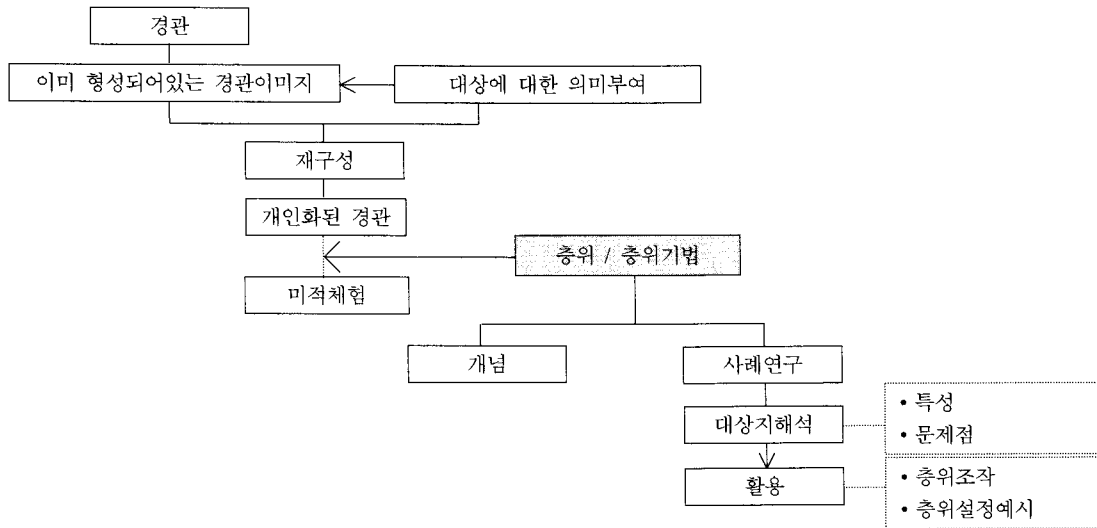 경관
이미 형성되어있는 경관이미지
대상에 대한 의미부여
재구성
개인화된 경관
층위 / 층위기법
미적체험
개념
사례연구
대상지해석
• 특성
• 문제점
활용
• 층위조작
• 층위설정예시